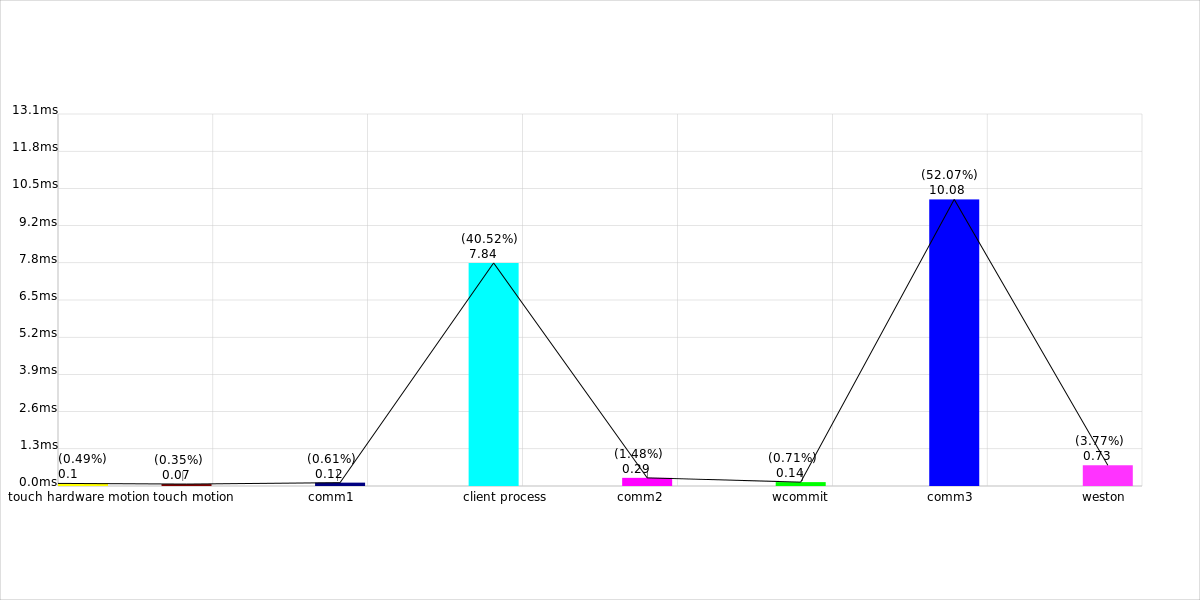 13.1ms
11.8ms
10.5ms
9.2ms
7.8ms
6.5ms
5.2ms
3.9ms
2.6ms
1.3ms
0.0ms
(0.49%)
0.1
(0.35%)
0.07
(0.61%)
0.12
(40.52%)
7.84
(1.48%)
0.29
(0.71%)
0.14
(52.07%)
10.08
(3.77%)
0.73
touch hardware motion touch motion comm1 client process comm2 wcommit comm3 weston